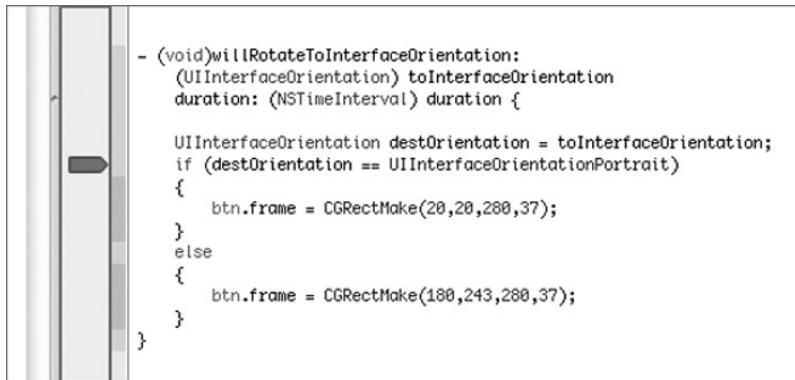 - (void)willRotateToInterfaceOrientation:
(UIInterfaceOrientation) toInterfaceOrientation
duration: (NSTimeInterval) duration {
UIInterfaceOrientation destOrientation = toInterfaceOrientation;
if (destOrientation == UIInterfaceOrientationPortrait)
{
btn.frame = CGRectMake(20,20,280,37);
}
else
{
btn.frame = CGRectMake(180,243,280,37);
}
}